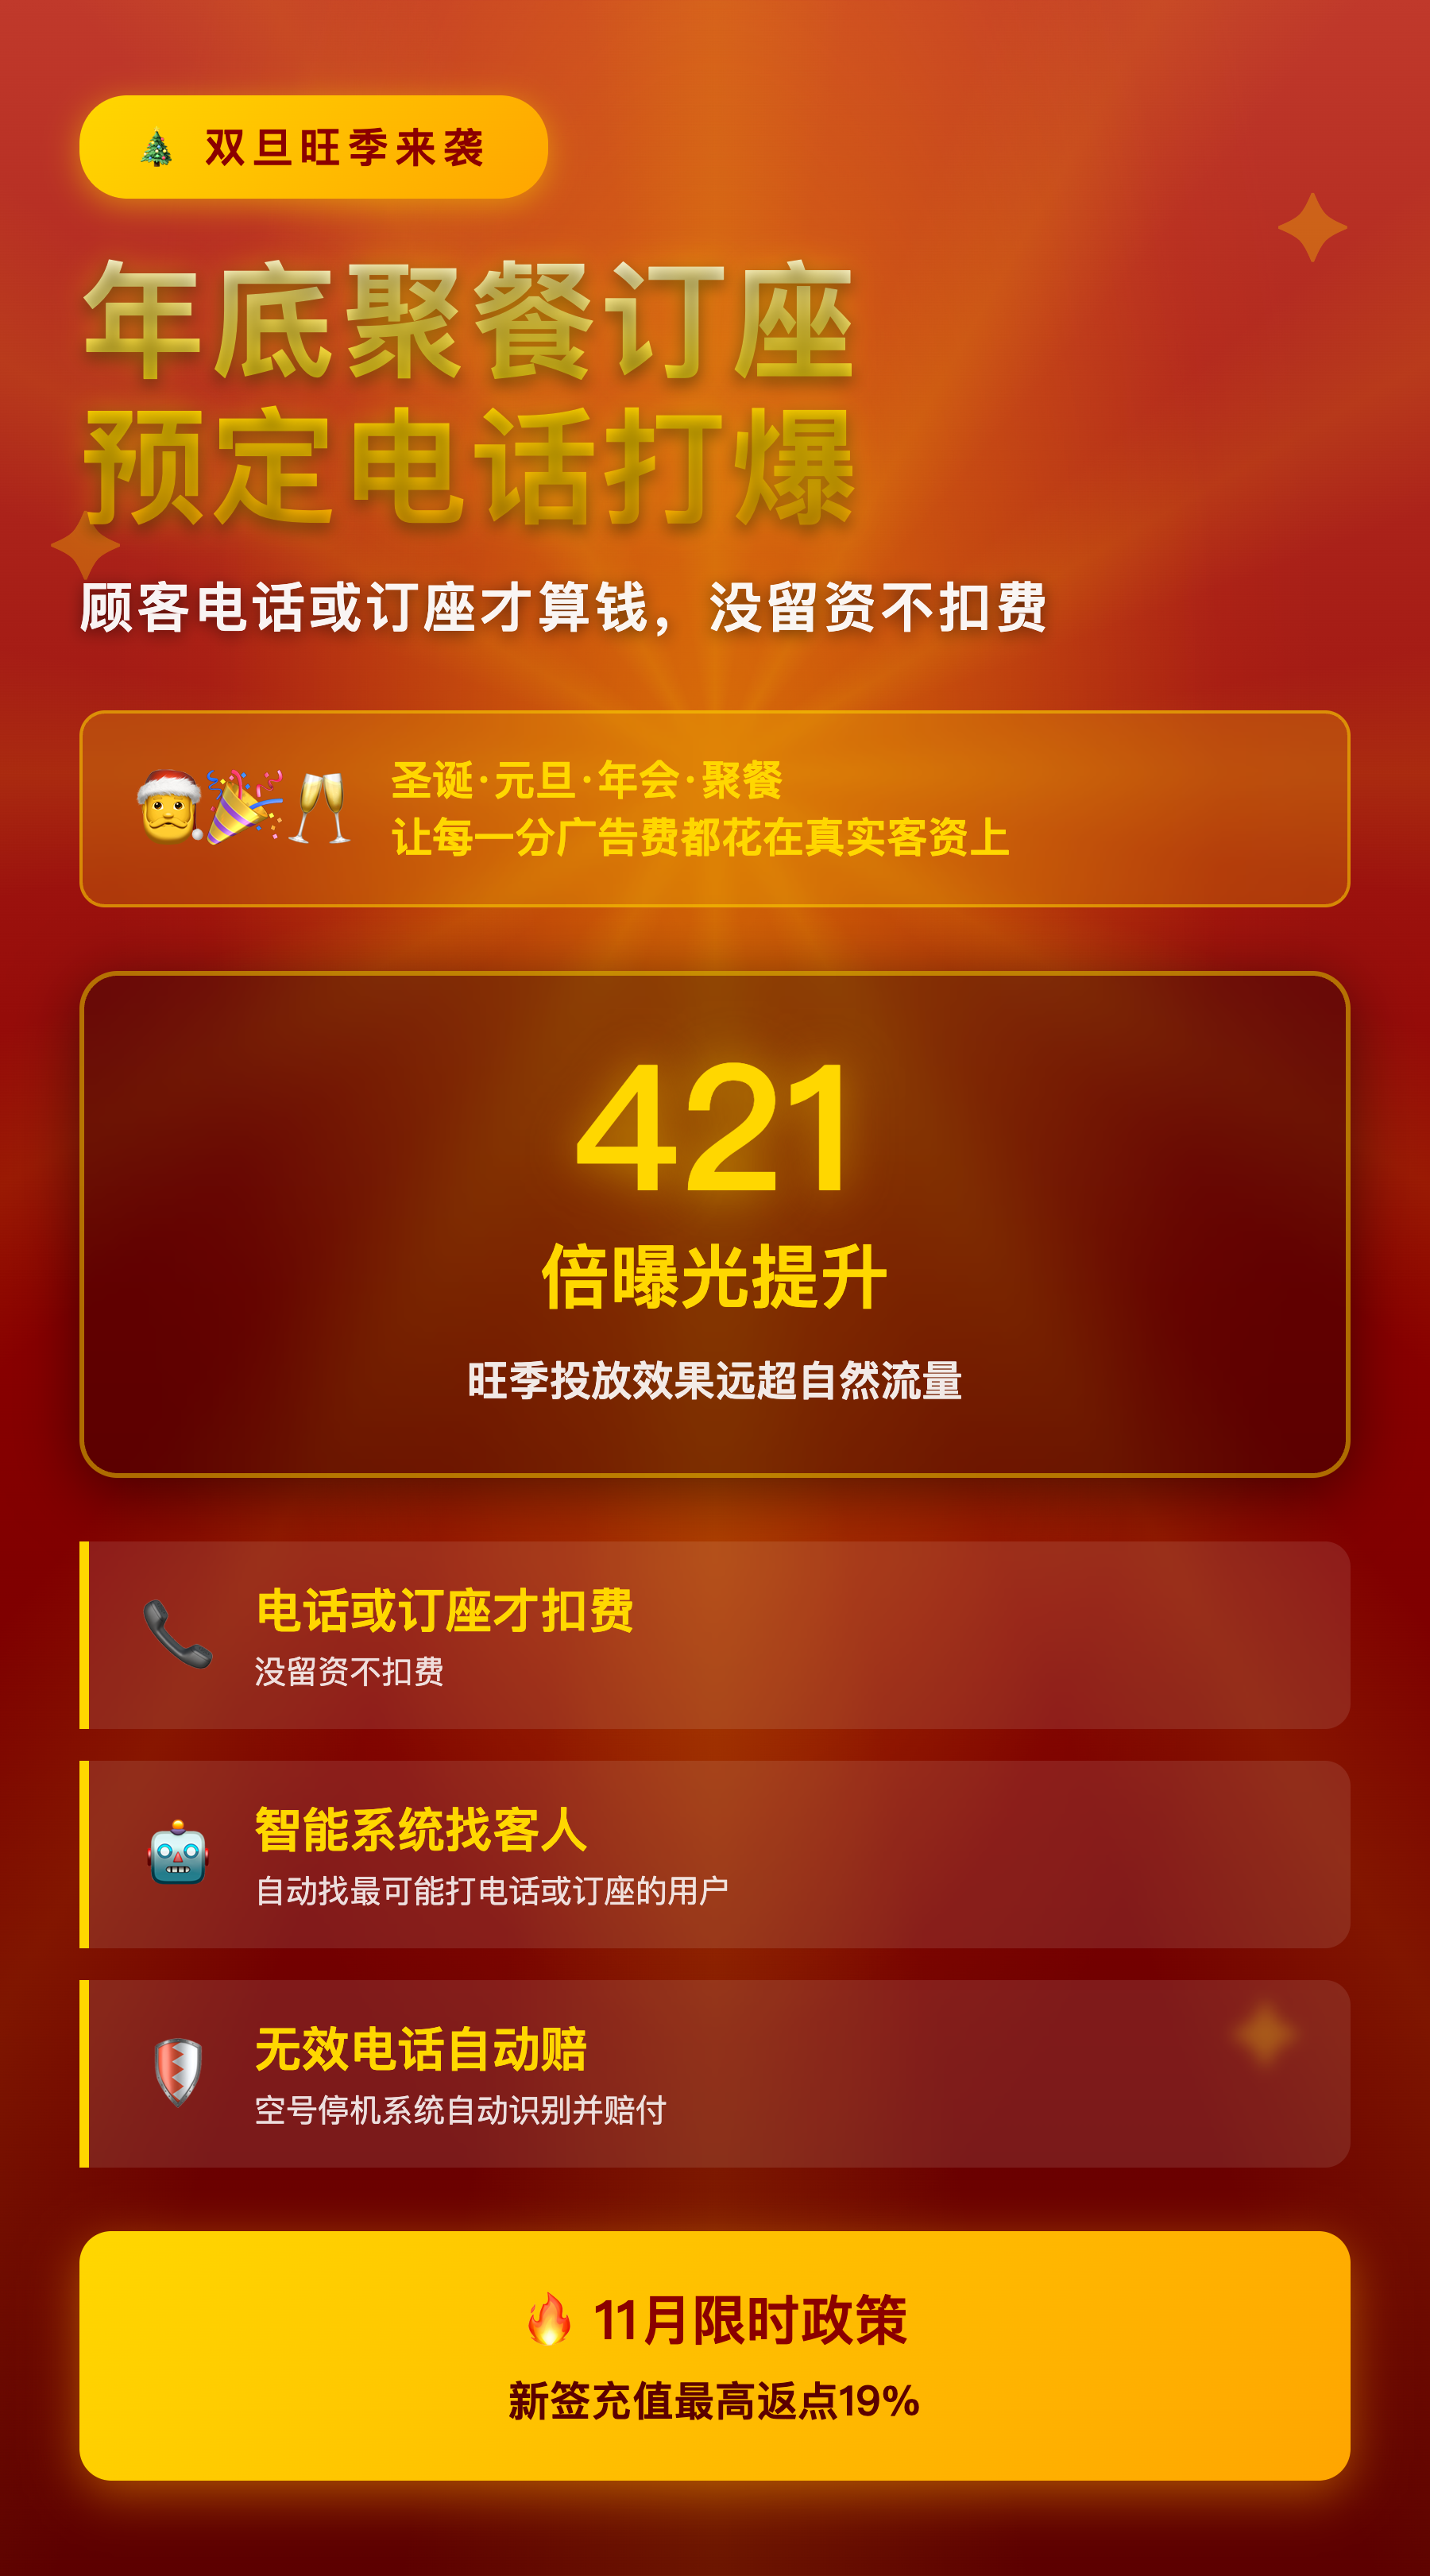 🎄 双旦旺季来袭
年底聚餐订座
预定电话打爆
顾客电话或订座才算钱，没留资不扣费
圣诞·元旦·年会·聚餐
让每一分广告费都花在真实客资上
421
倍曝光提升
旺季投放效果远超自然流量
电话或订座才扣费
没留资不扣费
智能系统找客人
自动找最可能打电话或订座的用户
无效电话自动赔
空号停机系统自动识别并赔付
🔥 11月限时政策
新签充值最高返点19%